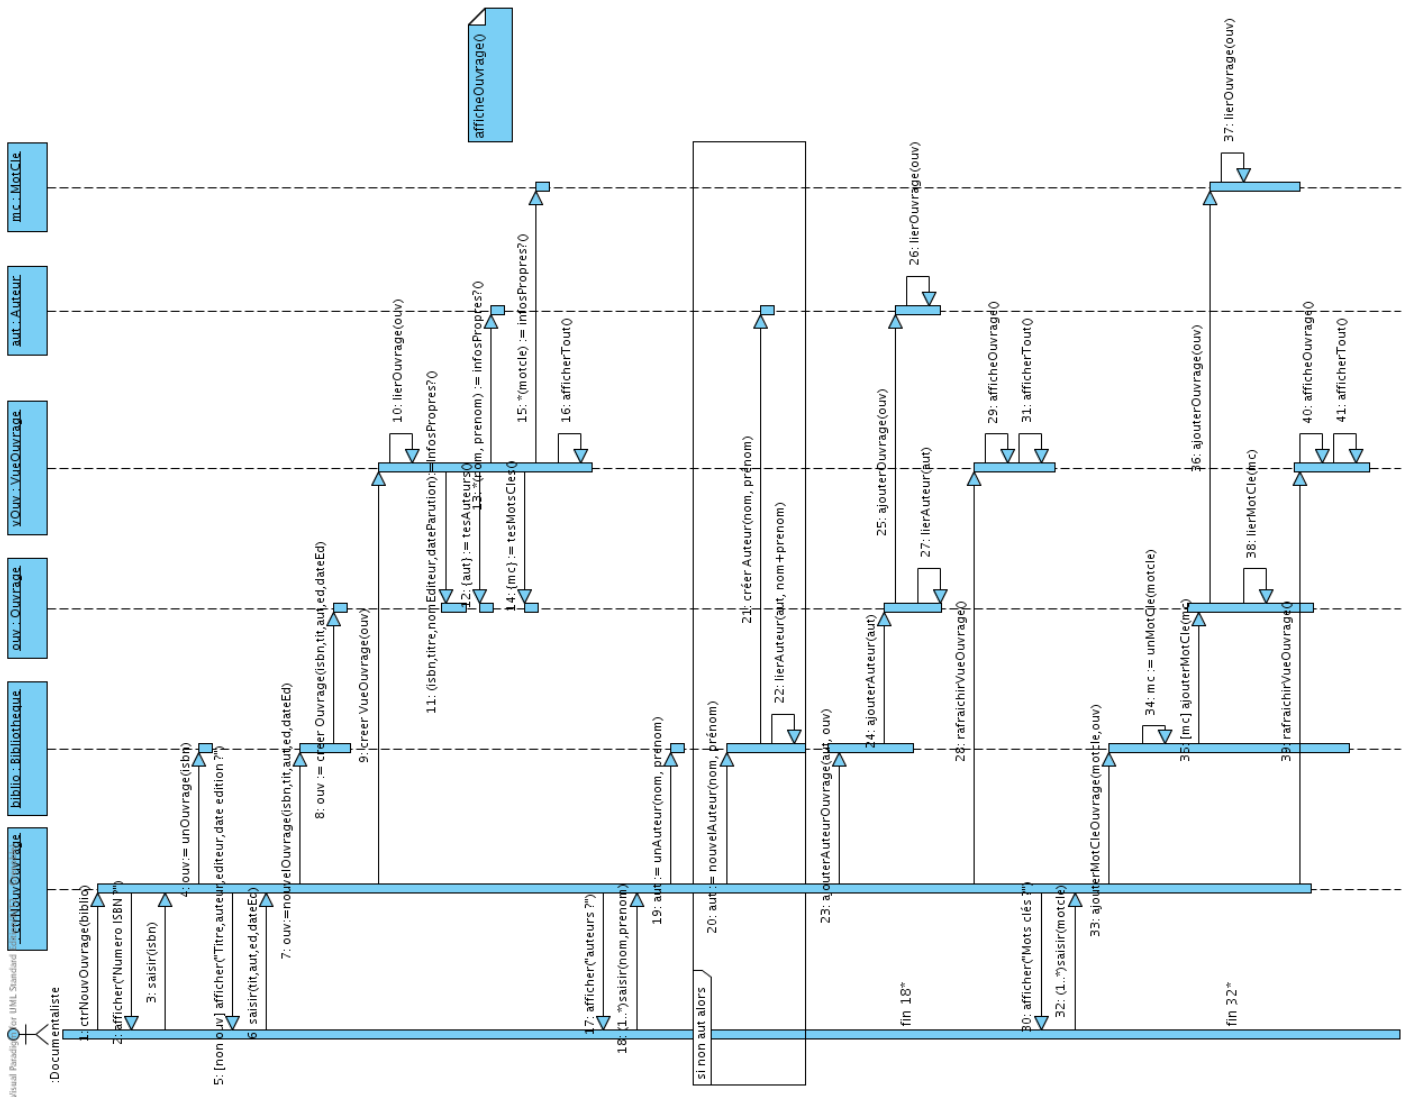 Visual Paradigm for UML Standard
:Documentaliste
: ctrNouvOuvrage
biblio : Bibliotheque
ouv : Ouvrage
vOuv : VueOuvrage
aut : Auteur
mc : MotCle
1: ctrNouvOuvrage(biblio)
2: afficher("Numero ISBN ?")
3: saisir(isbn)
4: ouv:= unOuvrage(isbn)
5: [non ouv] afficher("Titre,auteur,editeur,date edition ?")
6: saisir(tit,aut,ed,dateEd)
7: ouv:=nouvelOuvrage(isbn,tit,aut,ed,dateEd)
8: ouv := creer Ouvrage(isbn,tit,aut,ed,dateEd)
9: creer VueOuvrage(ouv)
10: lierOuvrage(ouv)
11: (isbn,titre,nomEditeur,dateParution):=InfosPropres?()
12: {aut} := tesAuteurs()
13: *(nom, prenom) := infosPropres?()
14: {mc} := tesMotsCles()
15: *(motcle) := infosPropres?()
16: afficherTout()
afficheOuvrage()
17: afficher("auteurs ?")
18: (1..*)saisir(nom,prenom)
19: aut := unAuteur(nom, prenom)
si non aut alors
20: aut := nouvelAuteur(nom, prénom)
21: créer Auteur(nom, prénom)
22: lierAuteur(aut, nom+prenom)
23: ajouterAuteurOuvrage(aut, ouv)
24: ajouterAuteur(aut)
25: ajouterOuvrage(ouv)
26: lierOuvrage(ouv)
27: lierAuteur(aut)
fin 18*
28: rafraichirVueOuvrage()
29: afficheOuvrage()
31: afficherTout()
30: afficher("Mots clés ?")
32: (1..*)saisir(motcle)
33: ajouterMotCleOuvrage(motcle,ouv)
34: mc := unMotCle(motcle)
35: [mc] ajouterMotCle(mc)
36: ajouterOuvrage(ouv)
37: lierOuvrage(ouv)
38: lierMotCle(mc)
fin 32*
39: rafraichirVueOuvrage()
40: afficheOuvrage()
41: afficherTout()